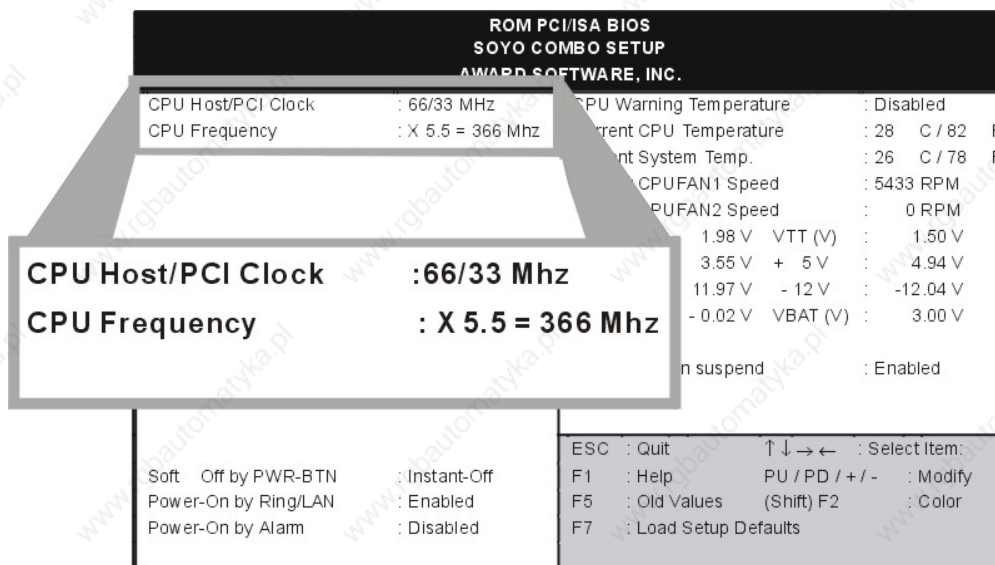 ROM PCI/ISA BIOS
SOYO COMBO SETUP
AWARD SOFTWARE, INC.
CPU Host/PCI Clock : 66/33 MHz
CPU Frequency : X 5.5 = 366 Mhz
CPU Host/PCI Clock :66/33 Mhz
CPU Frequency : X 5.5 = 366 Mhz
Soft Off by PWR-BTN : Instant-Off
Power-On by Ring/LAN : Enabled
Power-On by Alarm : Disabled
CPU Warning Temperature : Disabled
CPU Temperature : 28 C / 82 F
System Temp. : 26 C / 78 F
CPUFAN1 Speed : 5433 RPM
CPUFAN2 Speed : 0 RPM
1.98 V VTT (V) : 1.50 V
3.55 V + 5 V : 4.94 V
11.97 V - 12 V : -12.04 V
- 0.02 V VBAT (V) : 3.00 V
suspend : Enabled
ESC : Quit ↑ ↓ → ← : Select Item:
F1 : Help PU / PD / + / - : Modify
F5 : Old Values (Shift) F2 : Color
F7 : Load Setup Defaults
www.rgbautomatyka.pl